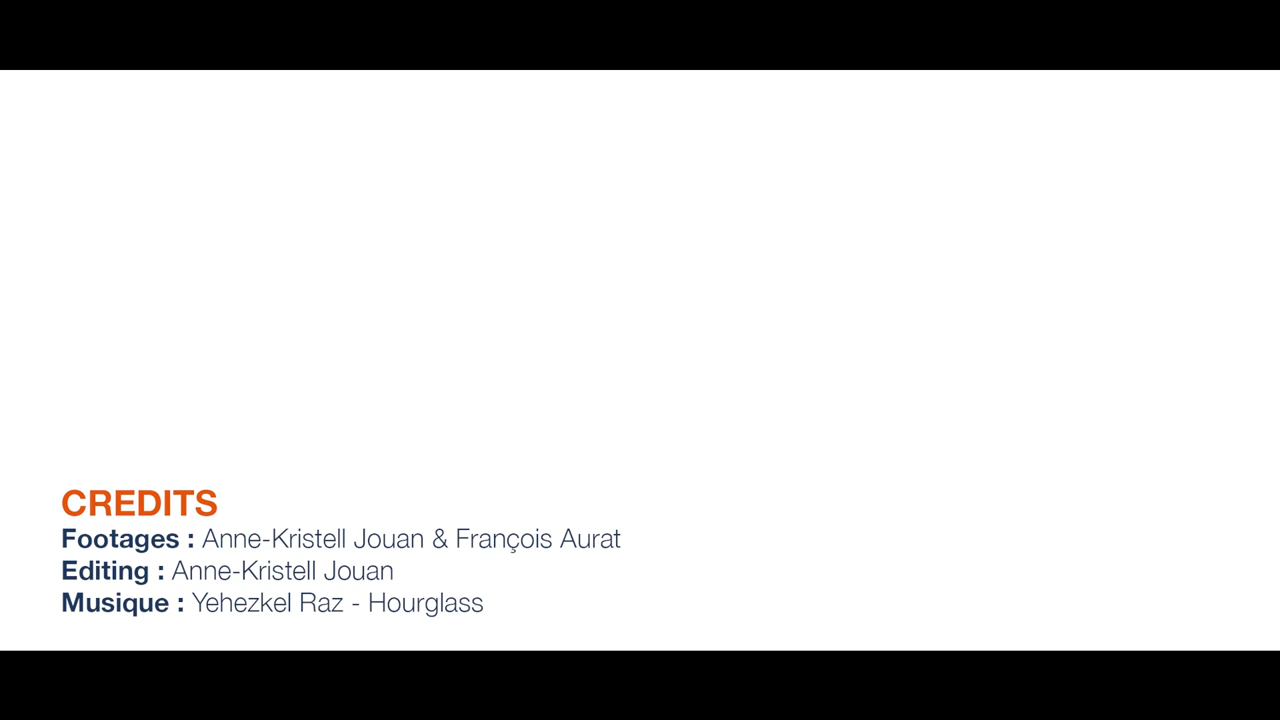 CREDITS
Footages : Anne-Kristell Jouan & François Aurat
Editing : Anne-Kristell Jouan
Musique : Yehezkel Raz - Hourglass